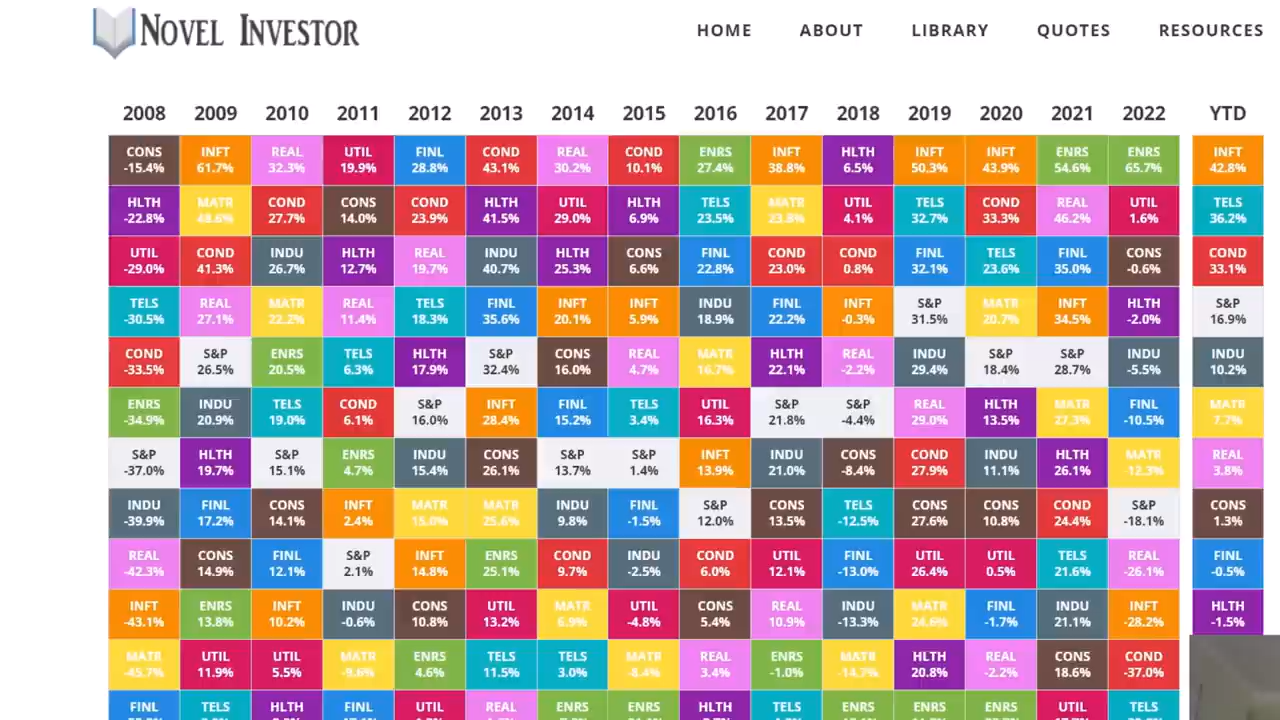 NOVEL INVESTOR
HOME ABOUT LIBRARY QUOTES RESOURCES
2008 2009 2010 2011 2012 2013 2014 2015 2016 2017 2018 2019 2020 2021 2022 YTD
CONS INFT REAL UTIL FINL COND REAL COND ENRS INFT HLTH INFT INFT ENRS ENRS INFT
-15.4% 61.7% 32.3% 19.9% 28.8% 43.1% 30.2% 10.1% 27.4% 38.8% 6.5% 50.3% 43.9% 54.6% 65.7% 42.8%
HLTH MATR COND CONS COND HLTH UTIL HLTH TELS MATR UTIL TELS COND REAL UTIL TELS
-22.8% 48.6% 27.7% 14.0% 23.9% 41.5% 29.0% 6.9% 23.5% 23.8% 4.1% 32.7% 33.3% 46.2% 1.6% 36.2%
UTIL COND INDU HLTH REAL INDU HLTH CONS FINL COND COND FINL TELS FINL CONS COND
-29.0% 41.3% 26.7% 12.7% 19.7% 40.7% 25.3% 6.6% 22.8% 23.0% 0.8% 32.1% 23.6% 35.0% -0.6% 33.1%
TELS REAL MATR REAL TELS FINL INFT INFT INDU FINL INFT S&P MATR INFT HLTH S&P
-30.5% 27.1% 22.2% 11.4% 18.3% 35.6% 20.1% 5.9% 18.9% 22.2% -0.3% 31.5% 20.7% 34.5% -2.0% 16.9%
COND S&P ENRS TELS HLTH S&P CONS REAL MATR HLTH REAL INDU S&P S&P INDU INDU
-33.5% 26.5% 20.5% 6.3% 17.9% 32.4% 16.0% 4.7% 16.7% 22.1% -2.2% 29.4% 18.4% 28.7% -5.5% 10.2%
ENRS INDU TELS COND S&P INFT FINL TELS UTIL S&P S&P REAL HLTH MATR FINL MATR
-34.9% 20.9% 19.0% 6.1% 16.0% 28.4% 15.2% 3.4% 16.3% 21.8% -4.4% 29.0% 13.5% 27.3% -10.5% 7.7%
S&P HLTH S&P ENRS INDU CONS S&P S&P INFT INDU CONS COND INDU HLTH MATR REAL
-37.0% 19.7% 15.1% 4.7% 15.4% 26.1% 13.7% 1.4% 13.9% 21.0% -8.4% 27.9% 11.1% 26.1% -12.3% 3.8%
INDU FINL CONS INFT MATR MATR INDU FINL S&P CONS TELS CONS CONS COND S&P CONS
-39.9% 17.2% 14.1% 2.4% 15.0% 25.6% 9.8% -1.5% 12.0% 13.5% -12.5% 27.6% 10.8% 24.4% -18.1% 1.3%
REAL CONS FINL S&P INFT ENRS COND INDU COND UTIL FINL UTIL UTIL TELS REAL FINL
-42.3% 14.9% 12.1% 2.1% 14.8% 25.1% 9.7% -2.5% 6.0% 12.1% -13.0% 26.4% 0.5% 21.6% -26.1% -0.5%
INFT ENRS INFT INDU CONS UTIL MATR UTIL CONS REAL INDU MATR FINL INDU INFT HLTH
-43.1% 13.8% 10.2% -0.6% 10.8% 13.2% 6.9% -4.8% 5.4% 10.9% -13.3% 24.6% -1.7% 21.1% -28.2% -1.5%
MATR UTIL UTIL MATR ENRS TELS TELS MATR REAL ENRS MATR HLTH REAL CONS COND
-45.7% 11.9% 5.5% -9.6% 4.6% 11.5% 3.0% -8.4% 3.4% -1.0% -14.7% 20.8% -2.2% 18.6% -37.0%
FINL TELS HLTH FINL UTIL REAL ENRS ENRS HLTH TELS ENRS ENRS ENRS UTIL TELS